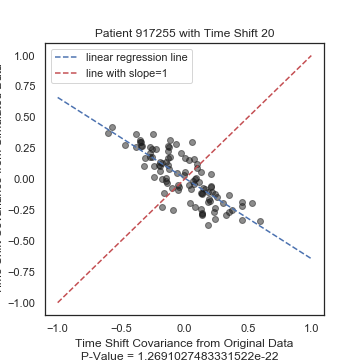 Patient 917255 with Time Shift 20
linear regression line
line with slope=1
1.00
0.75
0.50
0.25
0.00
−0.25
−0.50
−0.75
−1.00
−1.0 −0.5 0.0 0.5 1.0
Time Shift Covariance from Original Data
P-Value = 1.2691027483331522e-22